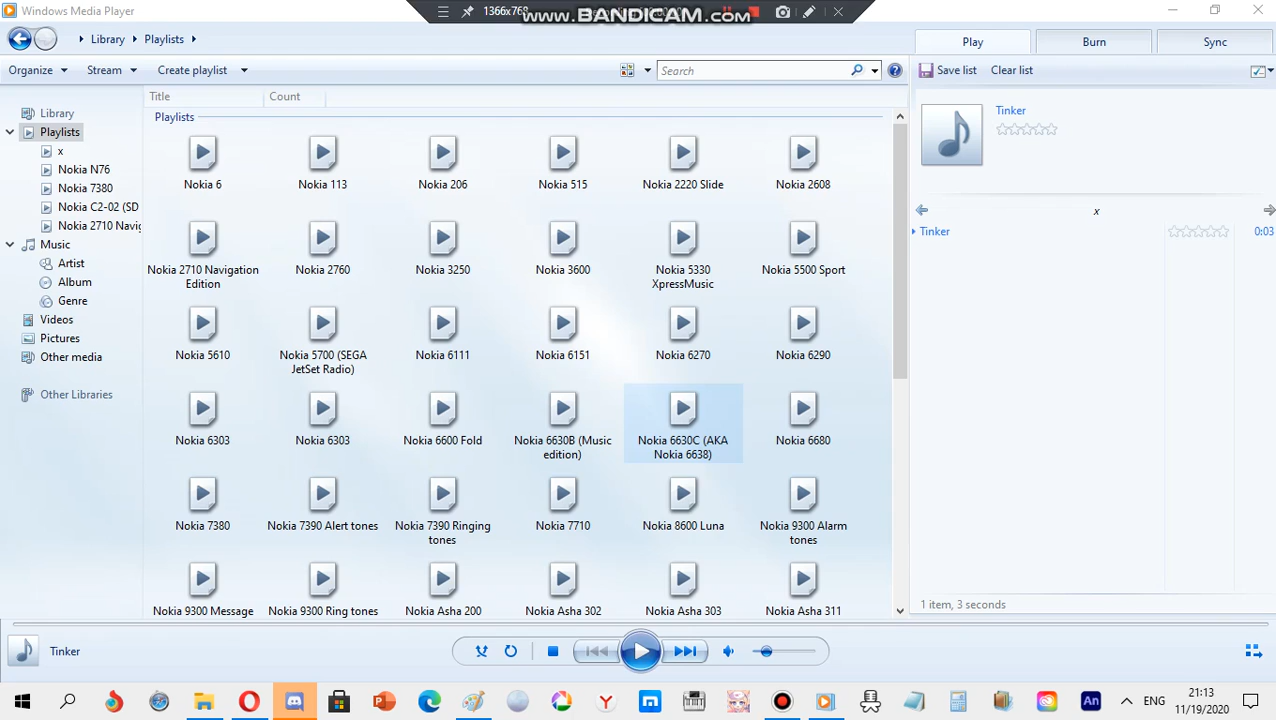 Windows Media Player
1366x768
www.BANDICAM.com
Library
Playlists
Play
Burn
Sync
Organize
Stream
Create playlist
Search
Save list
Clear list
Title
Count
Library
Playlists
x
Nokia N76
Nokia 7380
Nokia C2-02 (SD
Nokia 2710 Navig
Music
Artist
Album
Genre
Videos
Pictures
Other media
Other Libraries
Playlists
Nokia 6
Nokia 113
Nokia 206
Nokia 515
Nokia 2220 Slide
Nokia 2608
Nokia 2710 Navigation
Edition
Nokia 2760
Nokia 3250
Nokia 3600
Nokia 5330
XpressMusic
Nokia 5500 Sport
Nokia 5610
Nokia 5700 (SEGA
JetSet Radio)
Nokia 6111
Nokia 6151
Nokia 6270
Nokia 6290
Nokia 6303
Nokia 6303
Nokia 6600 Fold
Nokia 6630B (Music
edition)
Nokia 6630C (AKA
Nokia 6638)
Nokia 6680
Nokia 7380
Nokia 7390 Alert tones
Nokia 7390 Ringing
tones
Nokia 7710
Nokia 8600 Luna
Nokia 9300 Alarm
tones
Nokia 9300 Message
Nokia 9300 Ring tones
Nokia Asha 200
Nokia Asha 302
Nokia Asha 303
Nokia Asha 311
Tinker
x
Tinker
0:03
1 item, 3 seconds
Tinker
ENG
21:13
11/19/2020